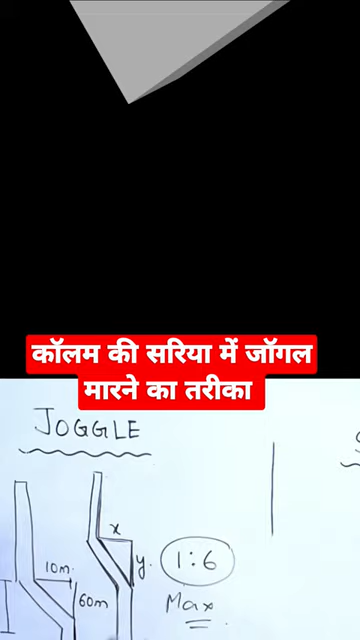 कॉलम की सरिया में जॉगल
मारने का तरीका
JOGGLE
x
y.
1:6
10m.
60m
Max